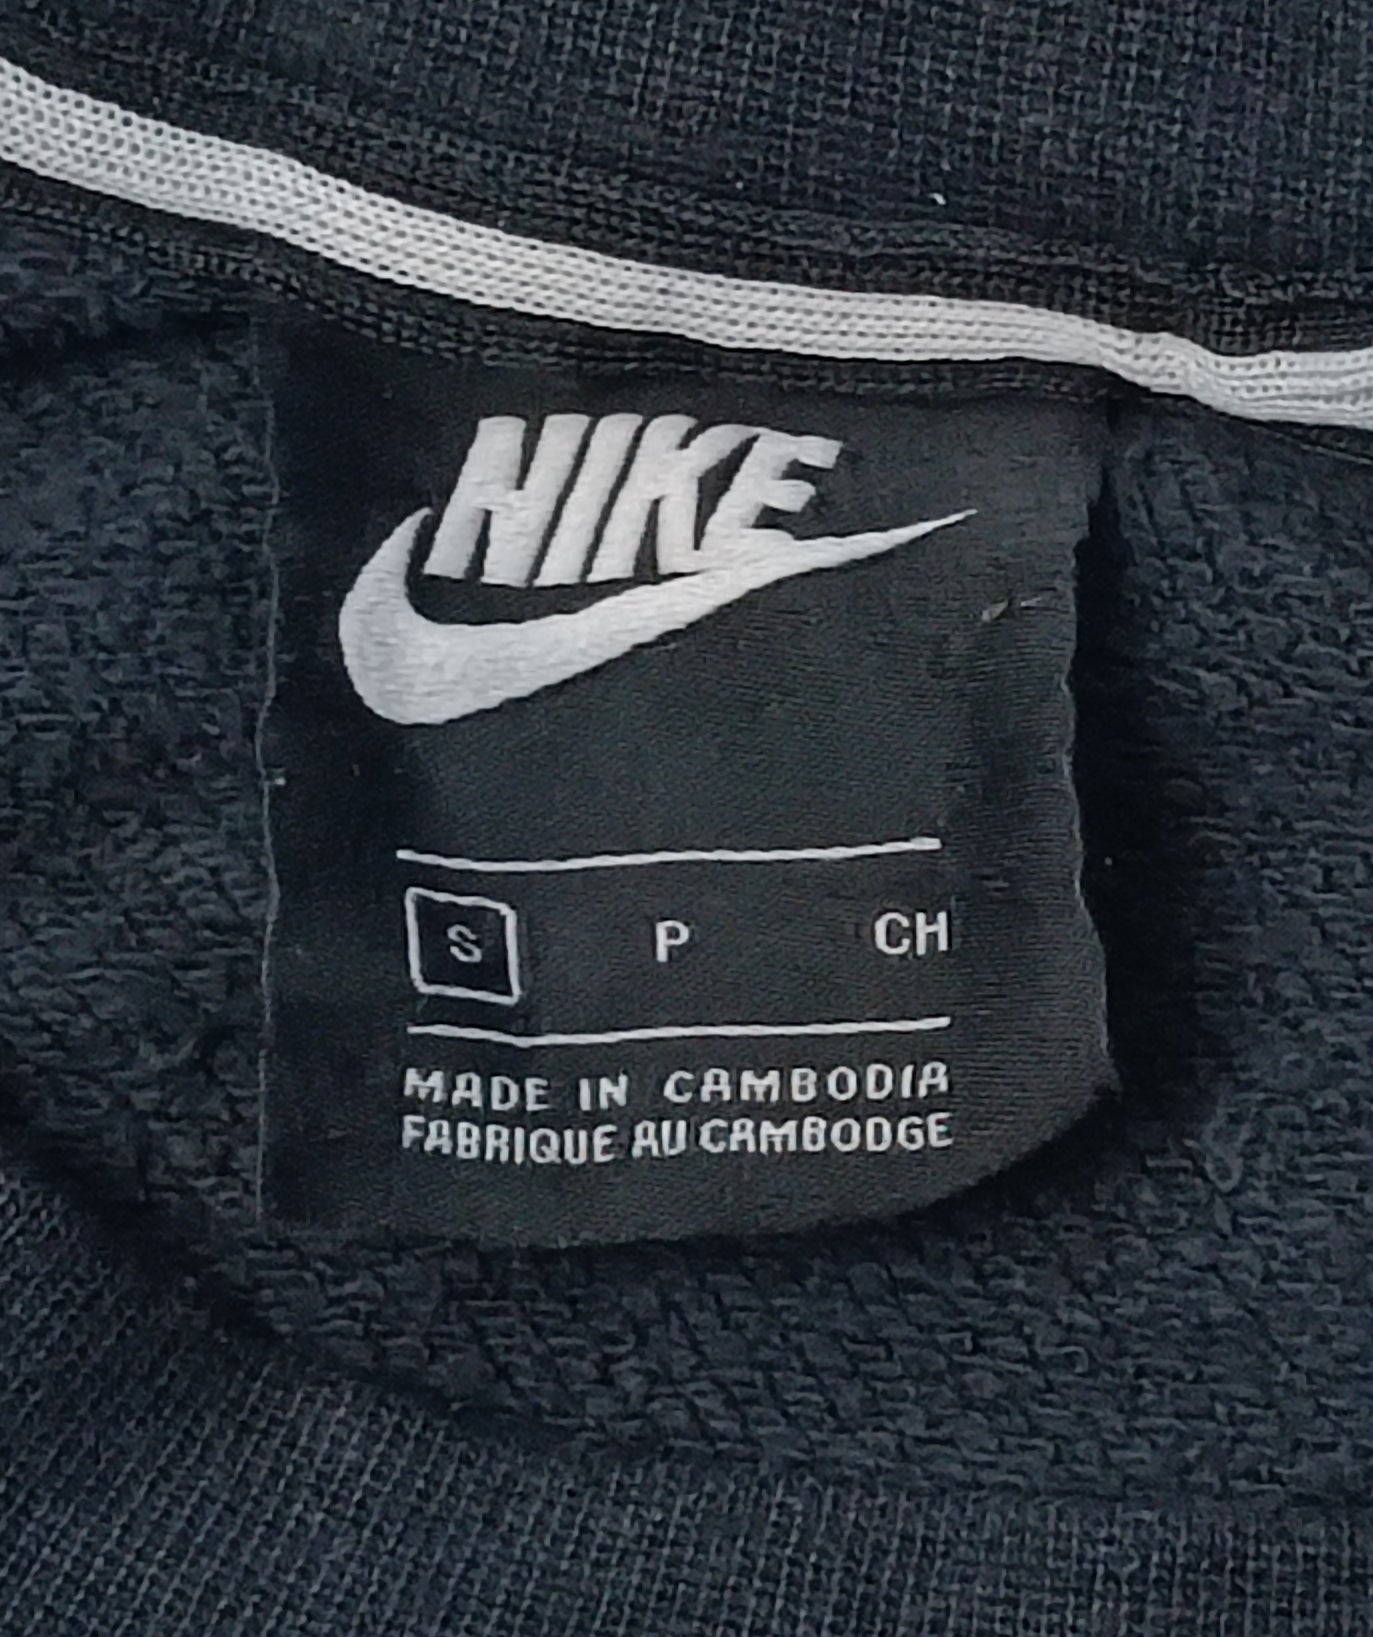 NIKE
S P CH
MADE IN CAMBODIA
FABRIQUE AU CAMBODGE